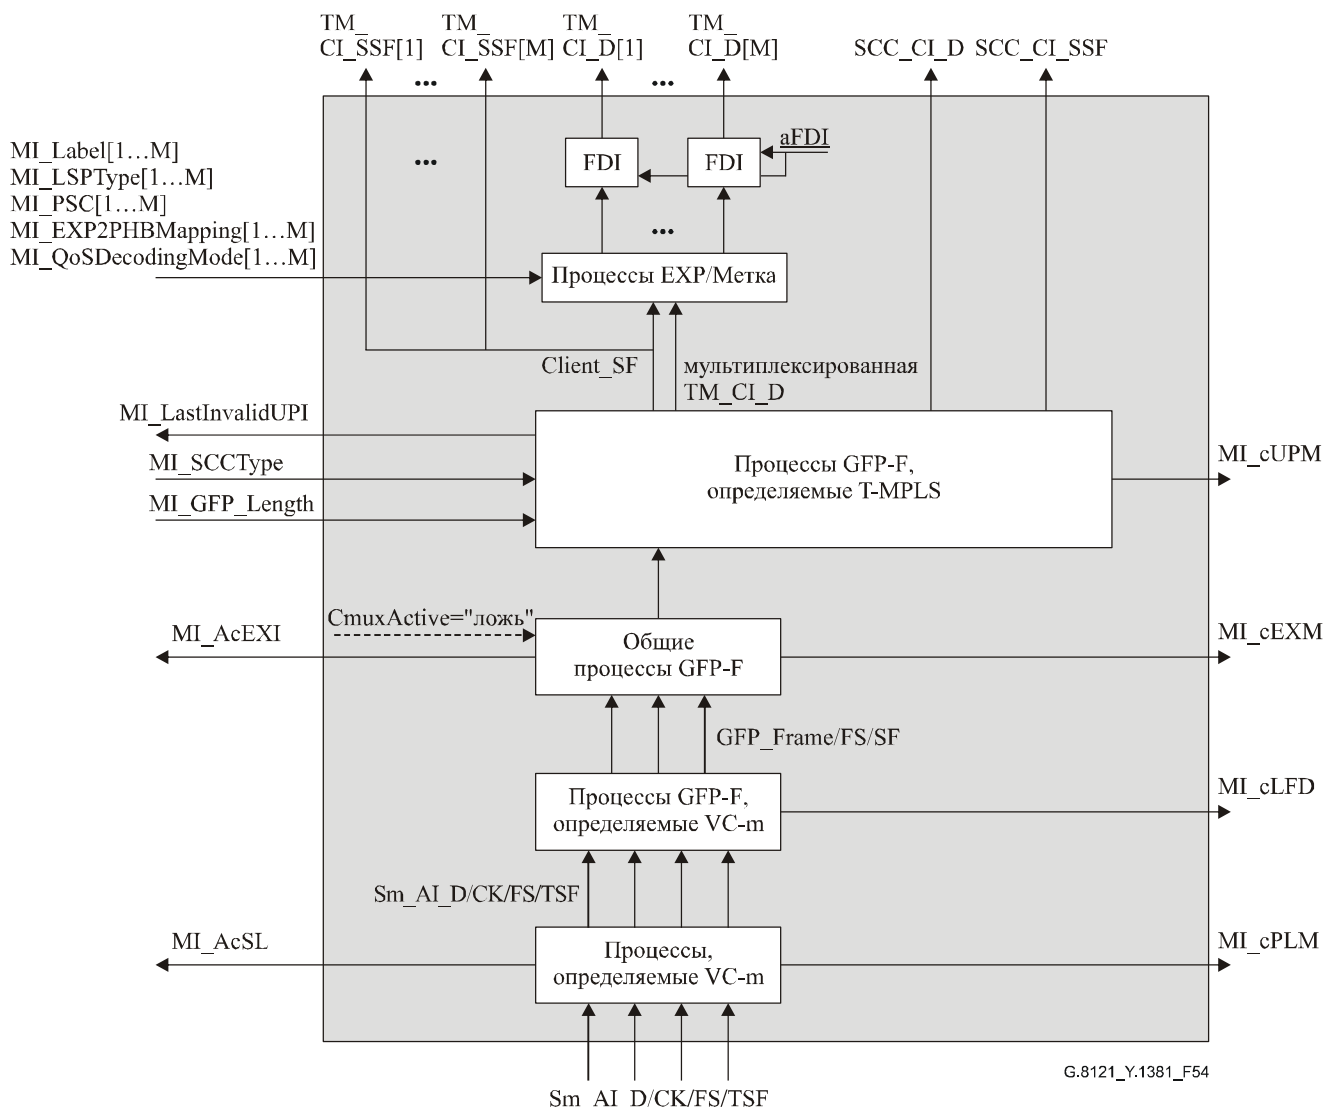 TM_ TM_ TM_ TM_
CI_SSF[1] CI_SSF[M] CI_D[1] CI_D[M] SCC_CI_D SCC_CI_SSF
... ...
aFDI
MI_Label[1…M]
MI_LSPType[1…M]
MI_PSC[1…M]
MI_EXP2PHBMapping[1…M]
MI_QoSDecodingMode[1…M]
...
FDI FDI
...
Процессы EXP/Метка
Client_SF
мультиплексированная
TM_CI_D
MI_LastInvalidUPI
MI_SCCType
MI_GFP_Length
Процессы GFP-F,
определяемые T-MPLS
MI_cUPM
CmuxActive="ложь"
MI_AcEXI
Общие
процессы GFP-F
MI_cEXM
GFP_Frame/FS/SF
Процессы GFP-F,
определяемые VC-m
MI_cLFD
Sm_AI_D/CK/FS/TSF
MI_AcSL
Процессы,
определяемые VC-m
MI_cPLM
Sm_AI_D/CK/FS/TSF
G.8121_Y.1381_F54